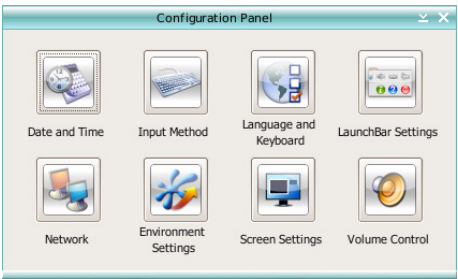 Configuration Panel
Date and Time
Input Method
Language and
Keyboard
LaunchBar Settings
Network
Environment
Settings
Screen Settings
Volume Control